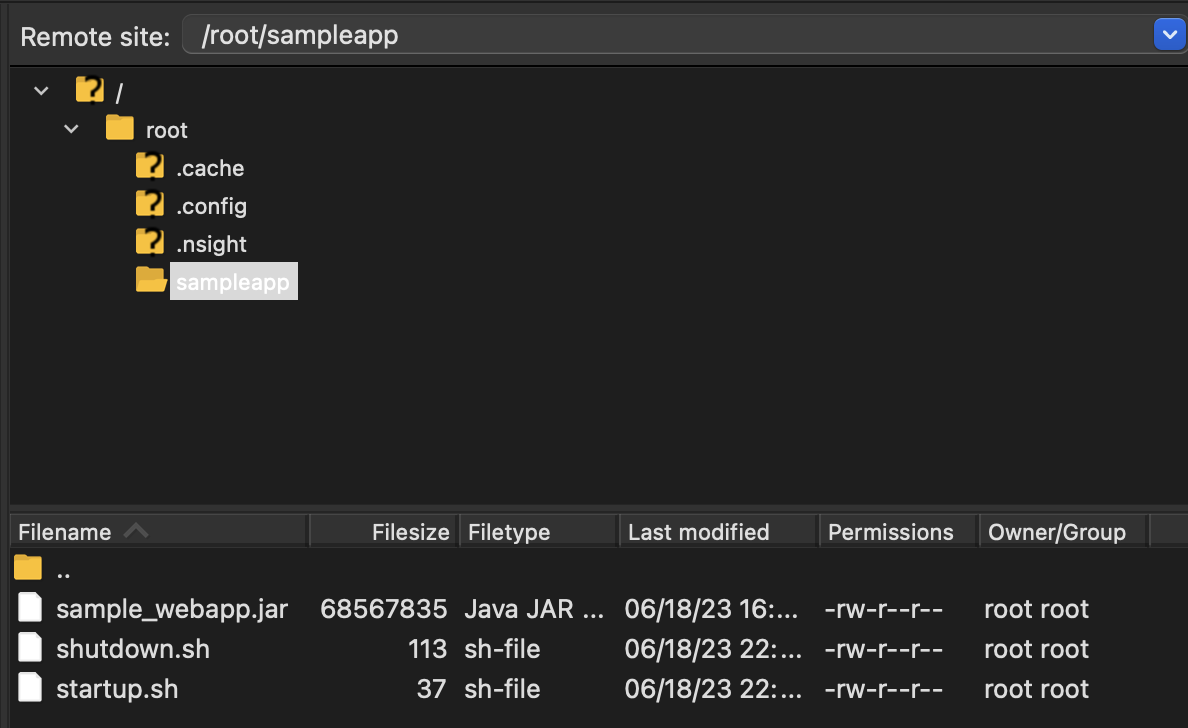 Remote site: /root/sampleapp
/
root
.cache
.config
.nsight
sampleapp
Filename Filesize Filetype Last modified Permissions Owner/Group
..
sample_webapp.jar 68567835 Java JAR ... 06/18/23 16:... -rw-r--r-- root root
shutdown.sh 113 sh-file 06/18/23 22:... -rw-r--r-- root root
startup.sh 37 sh-file 06/18/23 22:... -rw-r--r-- root root